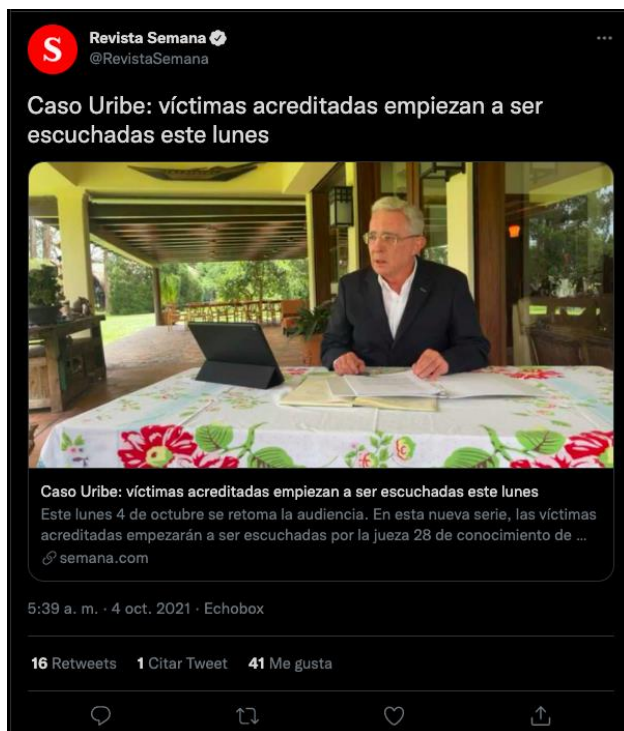 S
Revista Semana
@RevistaSemana
Caso Uribe: víctimas acreditadas empiezan a ser
escuchadas este lunes
Caso Uribe: víctimas acreditadas empiezan a ser escuchadas este lunes
Este lunes 4 de octubre se retoma la audiencia. En esta nueva serie, las víctimas
acreditadas empezarán a ser escuchadas por la jueza 28 de conocimiento de ...
semana.com
5:39 a. m. · 4 oct. 2021 · Echobox
16 Retweets 1 Citar Tweet 41 Me gusta